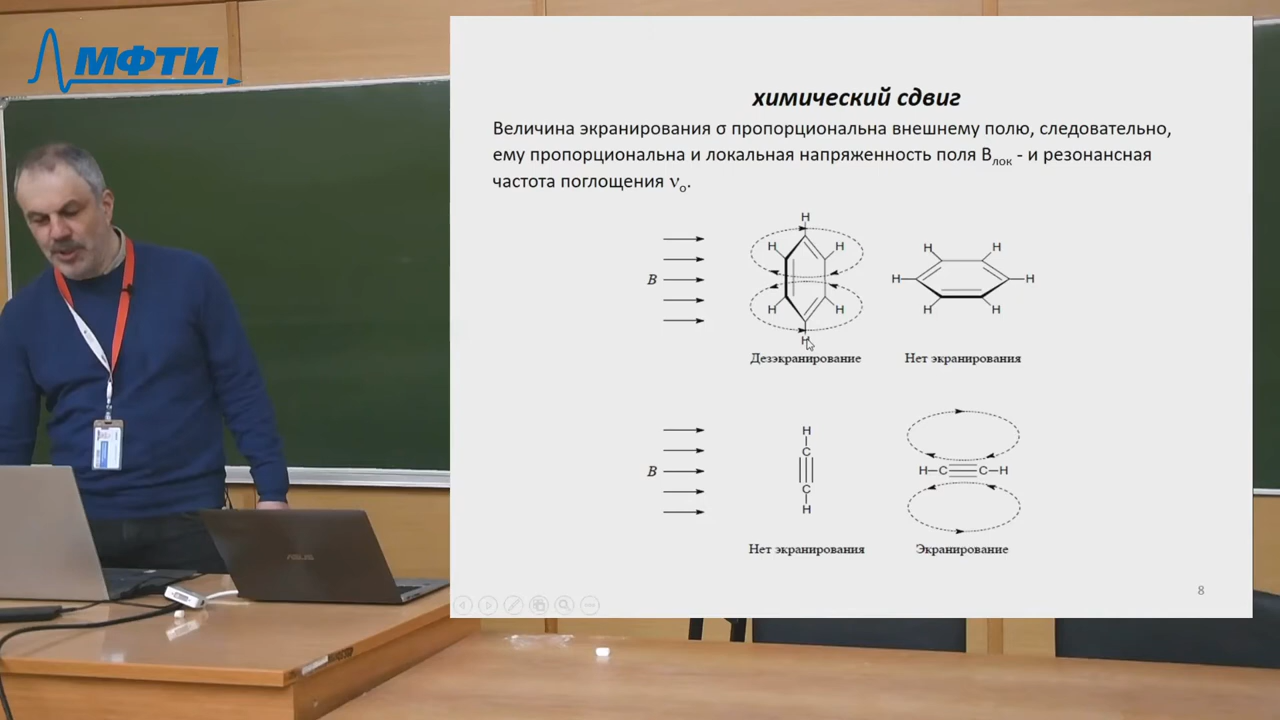 МФТИ
химический сдвиг
Величина экранирования σ пропорциональна внешнему полю, следовательно,
ему пропорциональна и локальная напряженность поля Bлок - и резонансная
частота поглощения νo.
H
H H
B
H H
H
Дезэкранирование
H H
H H
H H
Нет экранирования
B
H
C
C
H
Нет экранирования
H C C H
Экранирование
8
ASUS